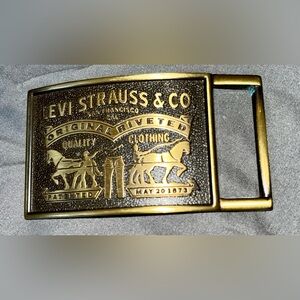 LEVI STRAUSS & CO
S. FRANCISCO
CAL.
ORIGINAL RIVETED
QUALITY CLOTHING
MAY 20 1873